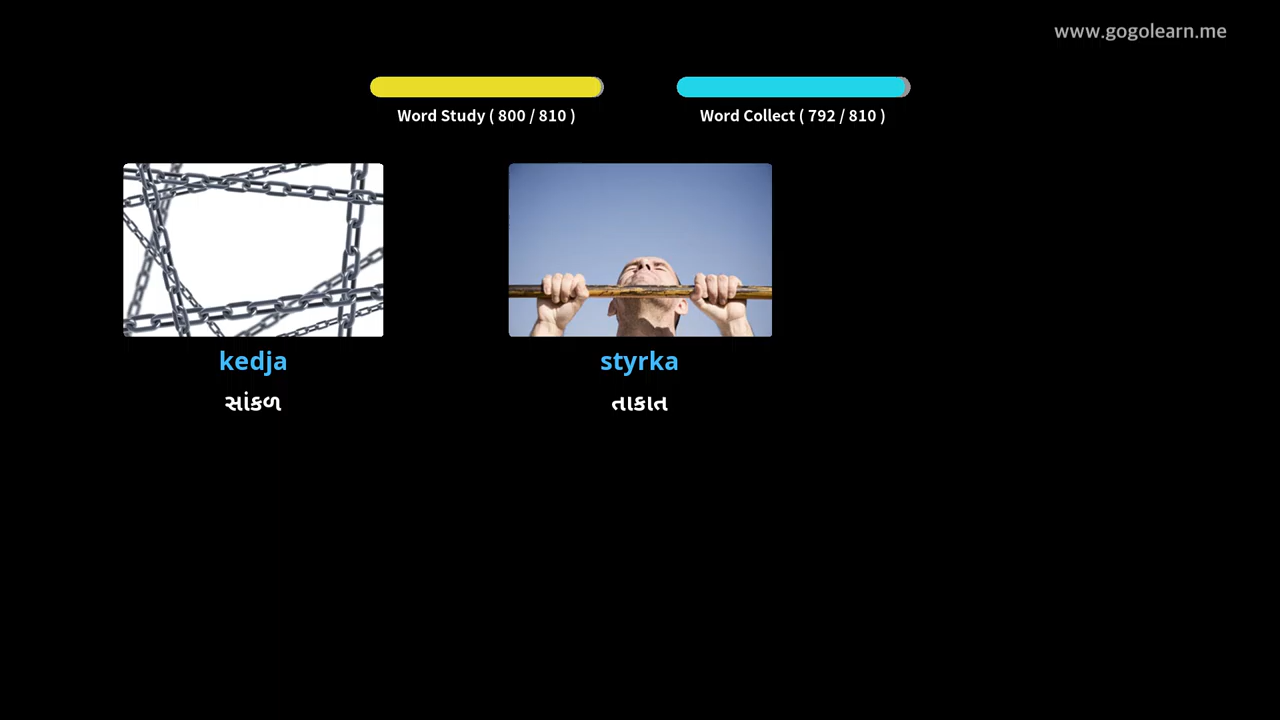 www.gogolearn.me
Word Study ( 800 / 810 )
Word Collect ( 792 / 810 )
kedja
styrka
સાંકળ
તાકાત